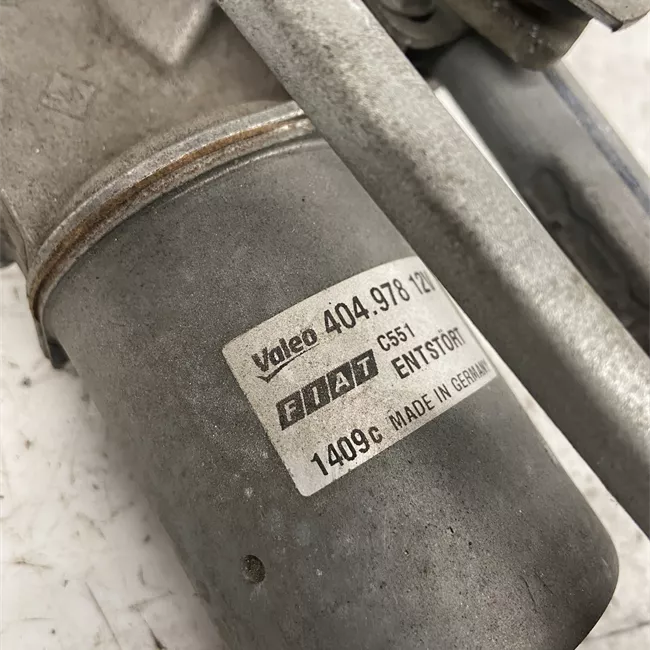 Valeo 404.978 12V
FIAT C551
ENTSTÖRT
1409c MADE IN GERMANY